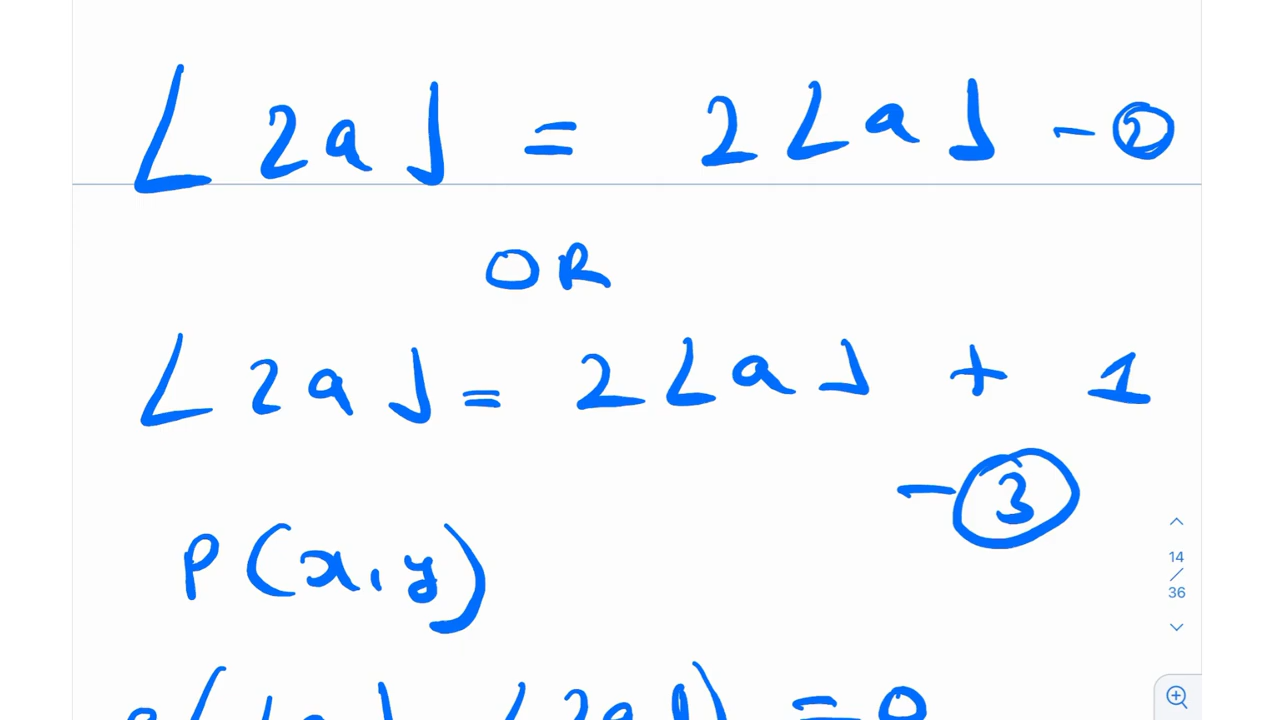 ⌊2a⌋ = 2⌊a⌋ - ②
OR
⌊2a⌋ = 2⌊a⌋ + 1
- ③
P(x,y)
14
/
36